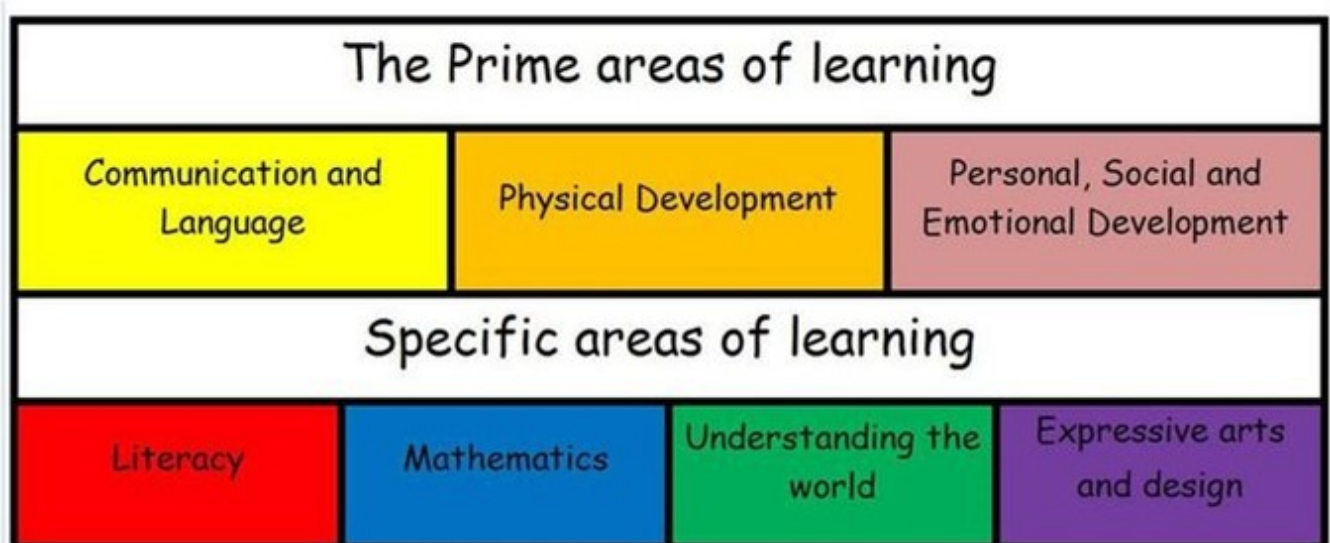 The Prime areas of learning
Communication and
Language
Physical Development
Personal, Social and
Emotional Development
Specific areas of learning
Literacy
Mathematics
Understanding the
world
Expressive arts
and design